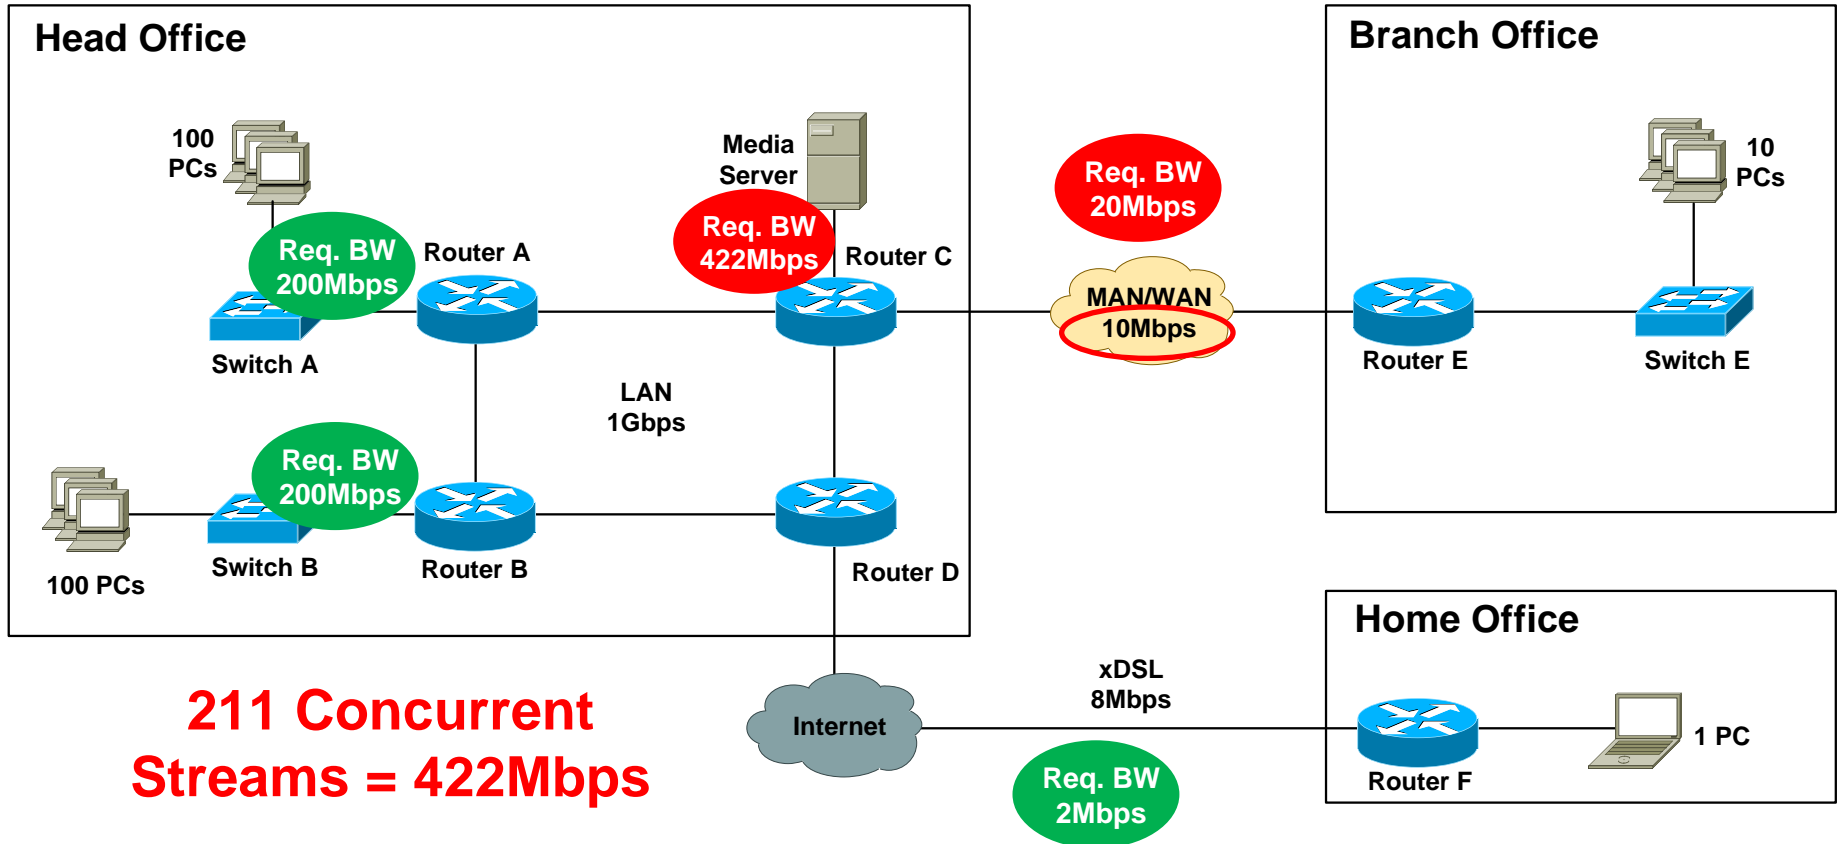 Head Office
100
PCs
Req. BW
200Mbps
Switch A
Router A
Media
Server
Req. BW
422Mbps
Router C
LAN
1Gbps
Req. BW
200Mbps
100 PCs
Switch B
Router B
Router D
Req. BW
20Mbps
MAN/WAN
10Mbps
Branch Office
10
PCs
Router E
Switch E
211 Concurrent
Streams = 422Mbps
Internet
xDSL
8Mbps
Req. BW
2Mbps
Home Office
Router F
1 PC